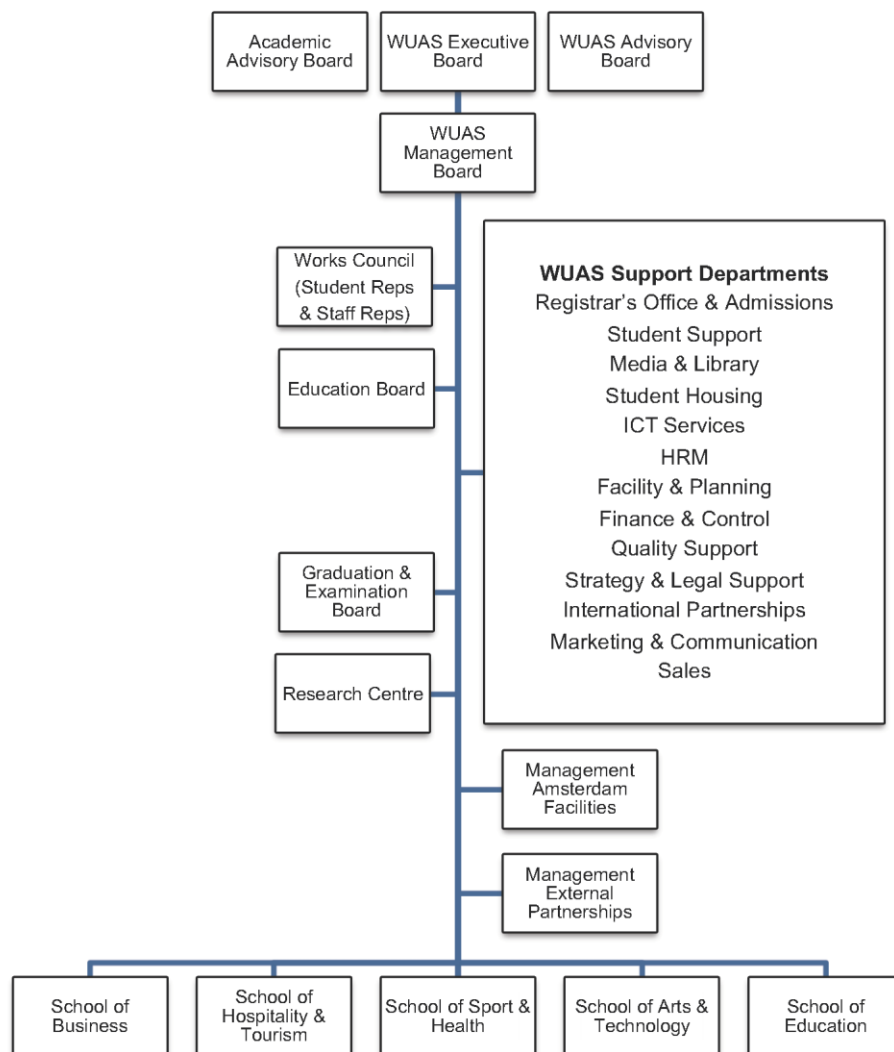 Academic
Advisory Board
WUAS Executive
Board
WUAS Advisory
Board
WUAS
Management
Board
Works Council
(Student Reps
& Staff Reps)
Education Board
WUAS Support Departments
Registrar's Office & Admissions
Student Support
Media & Library
Student Housing
ICT Services
HRM
Facility & Planning
Finance & Control
Quality Support
Strategy & Legal Support
International Partnerships
Marketing & Communication
Sales
Graduation &
Examination
Board
Research Centre
Management
Amsterdam
Facilities
Management
External
Partnerships
School of
Business
School of
Hospitality &
Tourism
School of Sport &
Health
School of Arts &
Technology
School of
Education